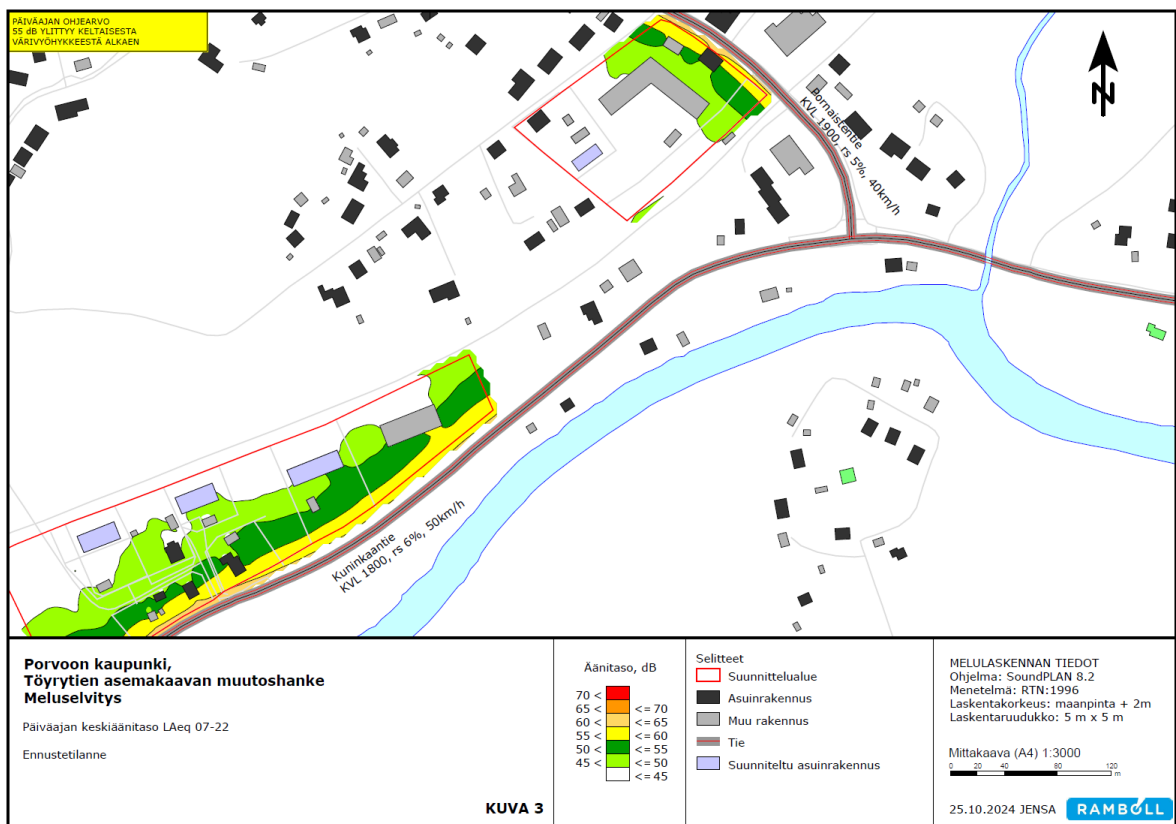 PÄIVÄAJAN OHJEARVO
55 dB YLITTYY KELTAISESTA
VÄRIVYÖHYKKEESTÄ ALKAEN
N
Pornaistentie
KVL 1900, rs 5%, 40km/h
Kuninkaantie
KVL 1800, rs 6%, 50km/h
Porvoon kaupunki,
Töyrytien asemakaavan muutoshanke
Meluselvitys
Päiväajan keskiäänitaso LAeq 07-22
Ennustetilanne
KUVA 3
Äänitaso, dB
70 <
65 < <= 70
60 < <= 65
55 < <= 60
50 < <= 55
45 < <= 50
<= 45
Selitteet
Suunnittelualue
Asuinrakennus
Muu rakennus
Tie
Suunniteltu asuinrakennus
MELULASKENNAN TIEDOT
Ohjelma: SoundPLAN 8.2
Menetelmä: RTN:1996
Laskentakorkeus: maanpinta + 2m
Laskentaruudukko: 5 m x 5 m
Mittakaava (A4) 1:3000
0 20 40 80 120
m
25.10.2024 JENSA
RAMBOLL